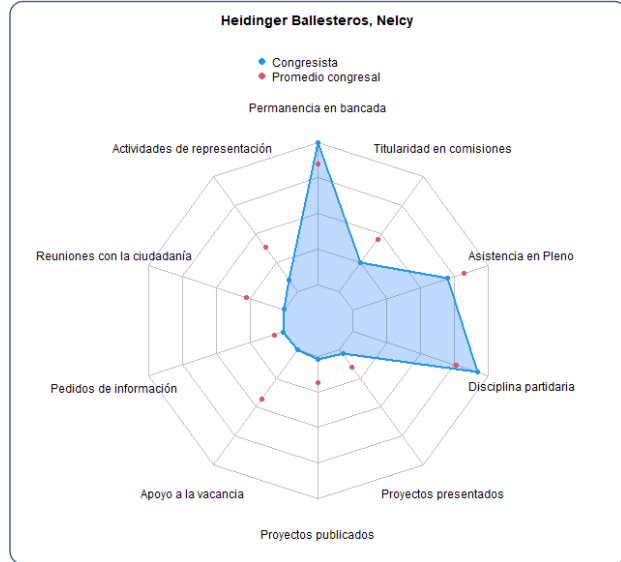 Heidinger Ballesteros, Nelcy
Congresista
Promedio congresal
Permanencia en bancada
Actividades de representación
Titularidad en comisiones
Reuniones con la ciudadanía
Asistencia en Pleno
Pedidos de información
Disciplina partidaria
Apoyo a la vacancia
Proyectos presentados
Proyectos publicados